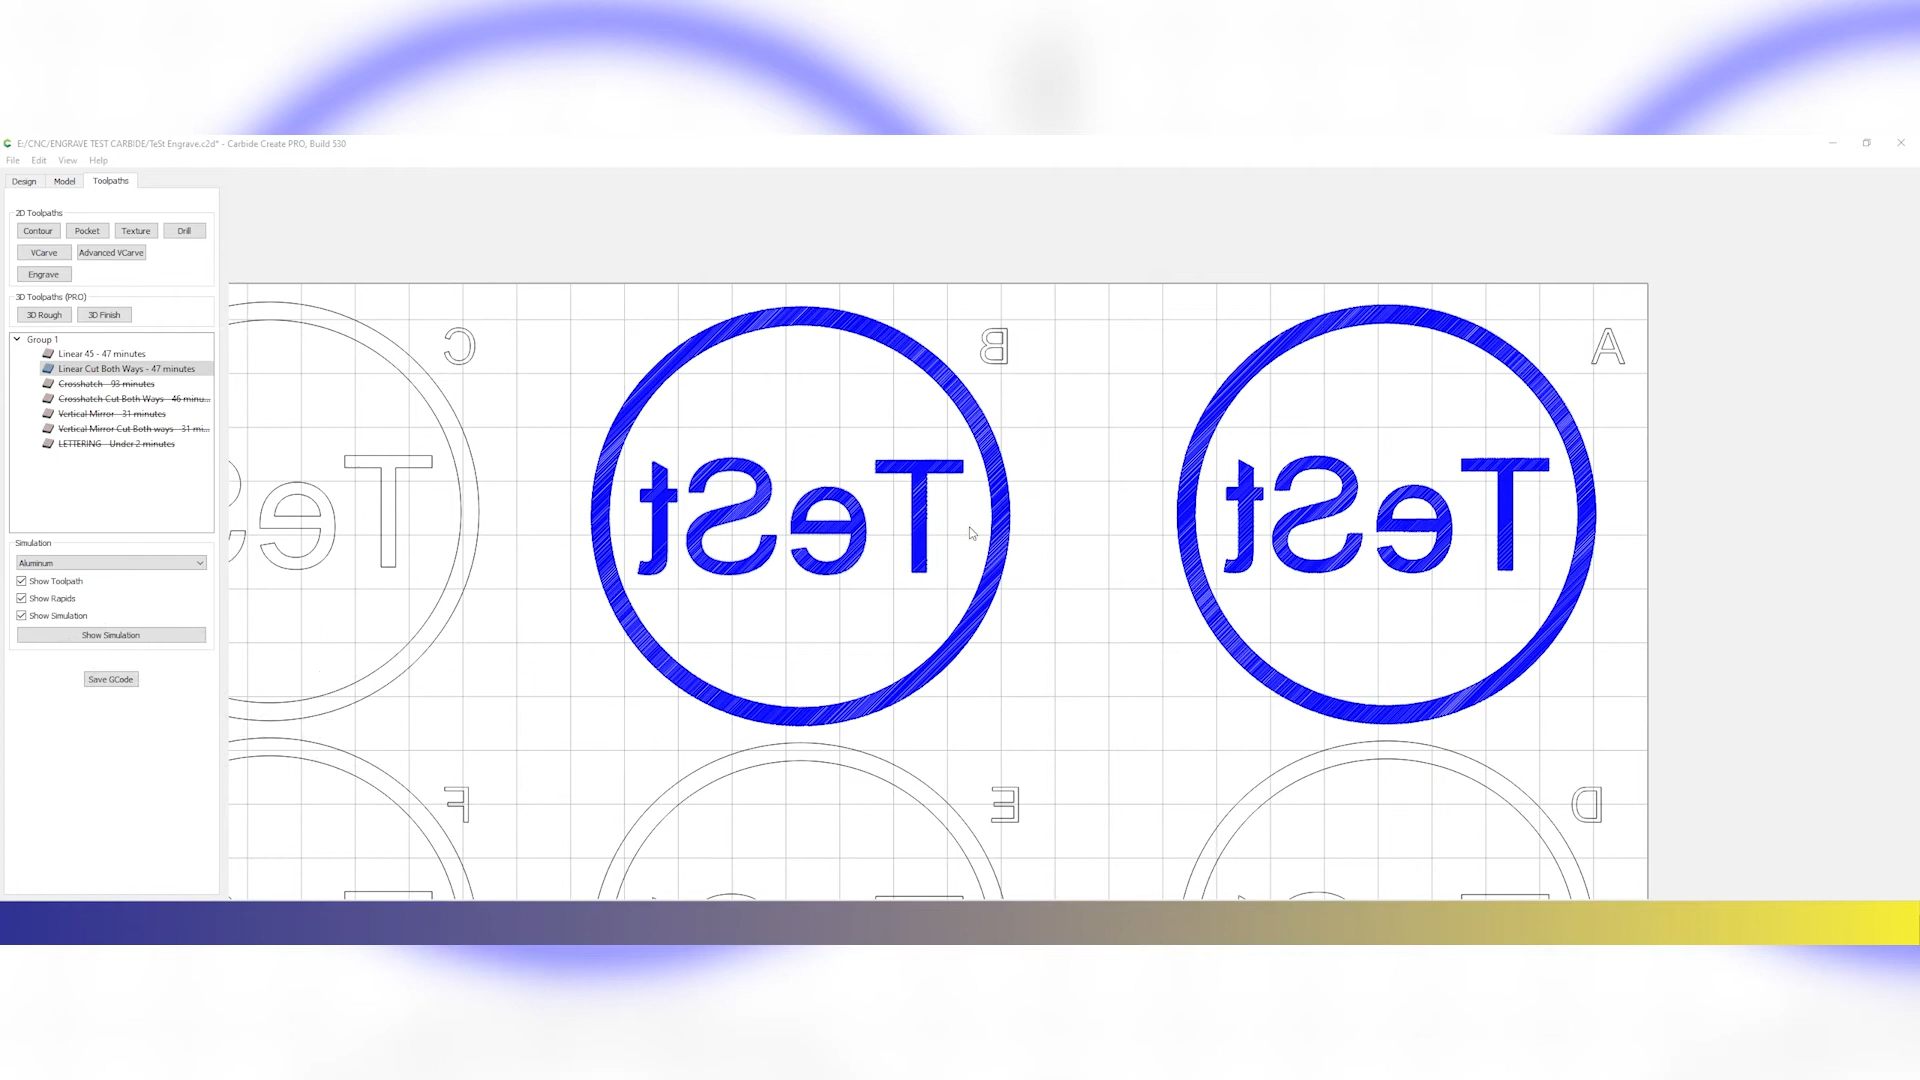 E:/CNC/ENGRAVE TEST CARBIDE/TeSt Engrave.c2d* - Carbide Create PRO, Build 530
File Edit View Help
Design Model Toolpaths
2D Toolpaths
Contour Pocket Texture Drill
VCarve Advanced VCarve
Engrave
3D Toolpaths (PRO)
3D Rough 3D Finish
Group 1
Linear 45 - 47 minutes
Linear Cut Both Ways - 47 minutes
Crosshatch - 93 minutes
Crosshatch Cut Both Ways - 46 minu...
Vertical Mirror - 31 minutes
Vertical Mirror Cut Both ways - 31 mi...
LETTERING - Under 2 minutes
Simulation
Aluminum
Show Toolpath
Show Rapids
Show Simulation
Show Simulation
Save GCode
C B A
TeS TeSt TeSt
F E D